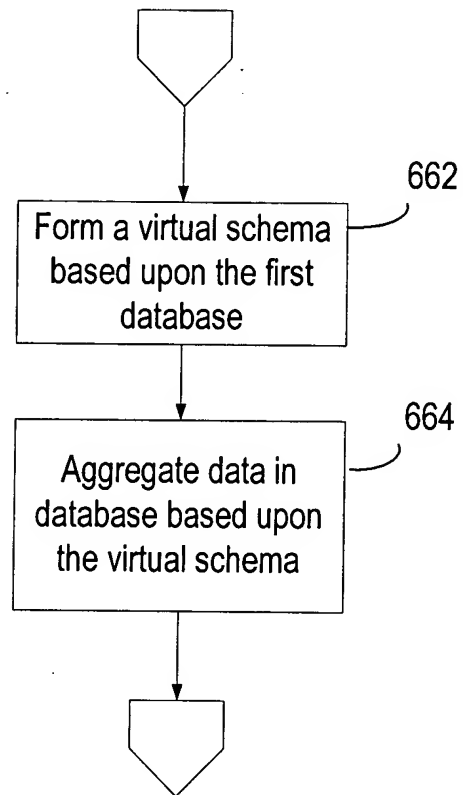 662
Form a virtual schema
based upon the first
database
664
Aggregate data in
database based upon
the virtual schema